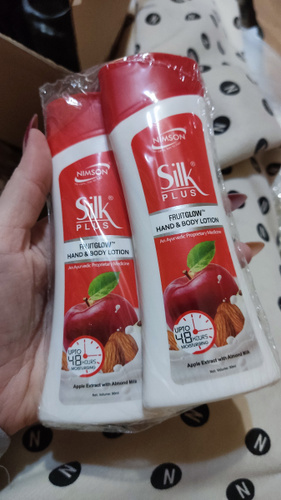 NIMSON
Silk
PLUS
FRUITGLOW™
HAND & BODY LOTION
An Ayurvedic Proprietary Medicine
UPTO
48
HOURS
MOISTURISING
Apple Extract with Almond Milk
NIMSON
Silk
PLUS
FRUITGLOW™
HAND & BODY LOTION
An Ayurvedic Proprietary Medicine
UPTO
48
HOURS
MOISTURISING
Apple Extract with Almond Milk
N
N
N
N
N